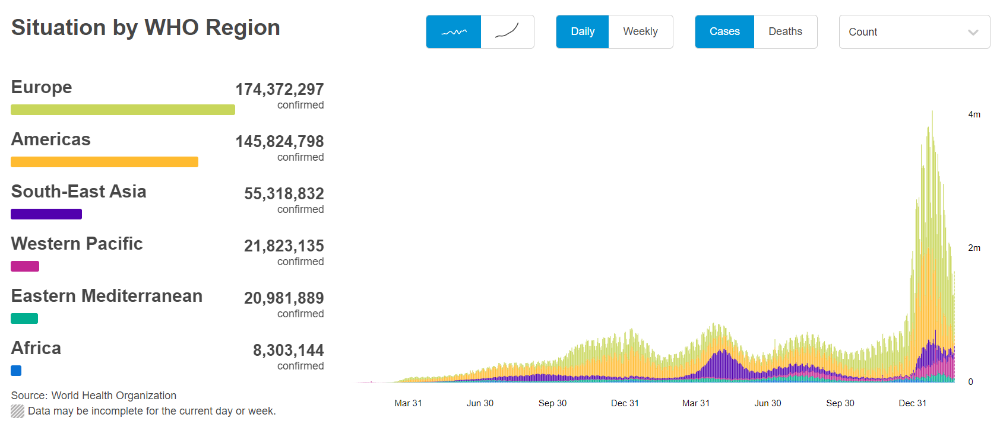 Situation by WHO Region
Daily
Weekly
Cases
Deaths
Count
Europe
174,372,297
confirmed
Americas
145,824,798
confirmed
South-East Asia
55,318,832
confirmed
Western Pacific
21,823,135
confirmed
Eastern Mediterranean
20,981,889
confirmed
Africa
8,303,144
confirmed
Source: World Health Organization
Data may be incomplete for the current day or week.
4m
2m
0
Mar 31
Jun 30
Sep 30
Dec 31
Mar 31
Jun 30
Sep 30
Dec 31